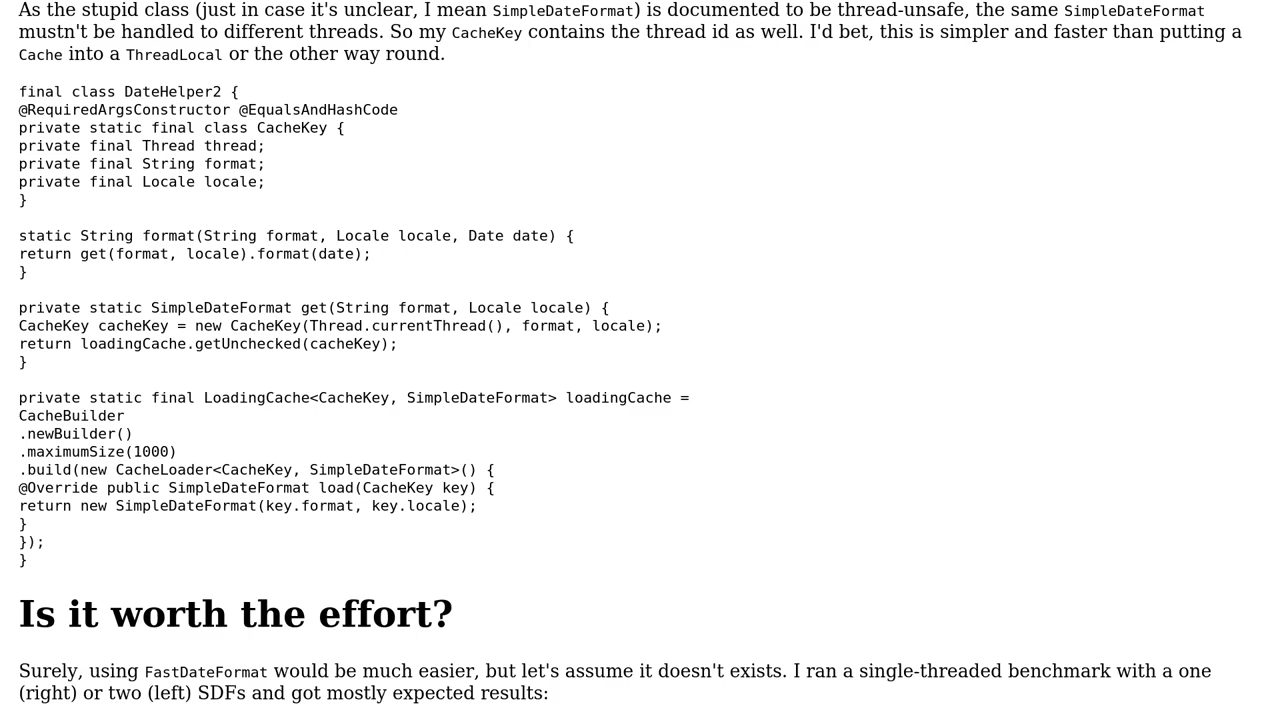 As the stupid class (just in case it's unclear, I mean SimpleDateFormat) is documented to be thread-unsafe, the same SimpleDateFormat
mustn't be handled to different threads. So my CacheKey contains the thread id as well. I'd bet, this is simpler and faster than putting a
Cache into a ThreadLocal or the other way round.
final class DateHelper2 {
@RequiredArgsConstructor @EqualsAndHashCode
private static final class CacheKey {
private final Thread thread;
private final String format;
private final Locale locale;
}
static String format(String format, Locale locale, Date date) {
return get(format, locale).format(date);
}
private static SimpleDateFormat get(String format, Locale locale) {
CacheKey cacheKey = new CacheKey(Thread.currentThread(), format, locale);
return loadingCache.getUnchecked(cacheKey);
}
private static final LoadingCache<CacheKey, SimpleDateFormat> loadingCache =
CacheBuilder
.newBuilder()
.maximumSize(1000)
.build(new CacheLoader<CacheKey, SimpleDateFormat>() {
@Override public SimpleDateFormat load(CacheKey key) {
return new SimpleDateFormat(key.format, key.locale);
}
});
}
Is it worth the effort?
Surely, using FastDateFormat would be much easier, but let's assume it doesn't exists. I ran a single-threaded benchmark with a one
(right) or two (left) SDFs and got mostly expected results: